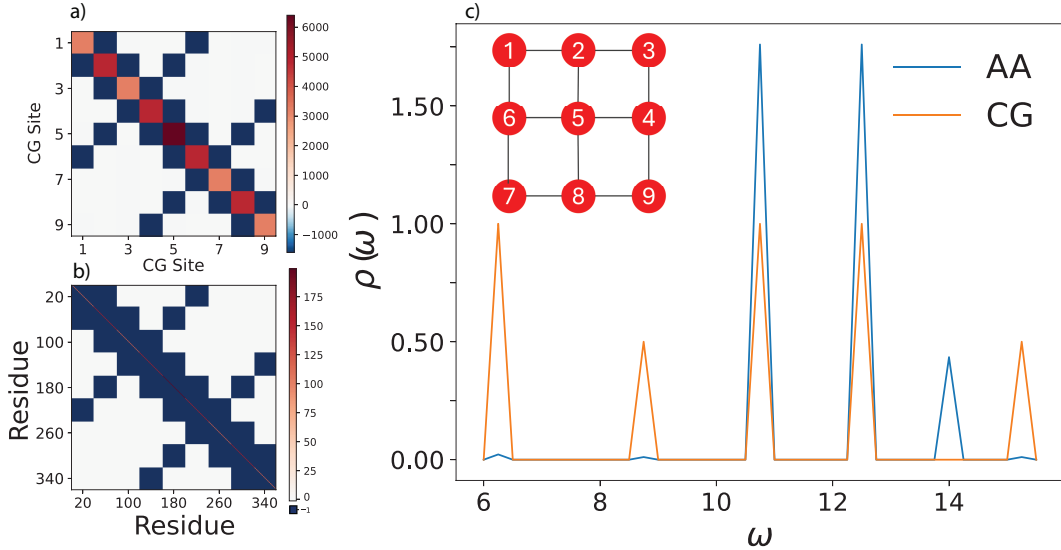 a)
1
3
5
7
9
CG Site
1 3 5 7 9
CG Site
6000
5000
4000
3000
2000
1000
0
−1000
b)
20
100
180
260
340
Residue
20 100 180 260 340
Residue
175
150
125
100
75
50
25
0
−1
c)
1.75
1.00
0.50
0.00
ρ(ω)
6 8 10 12 14
ω
1 2 3
6 5 4
7 8 9
AA
CG